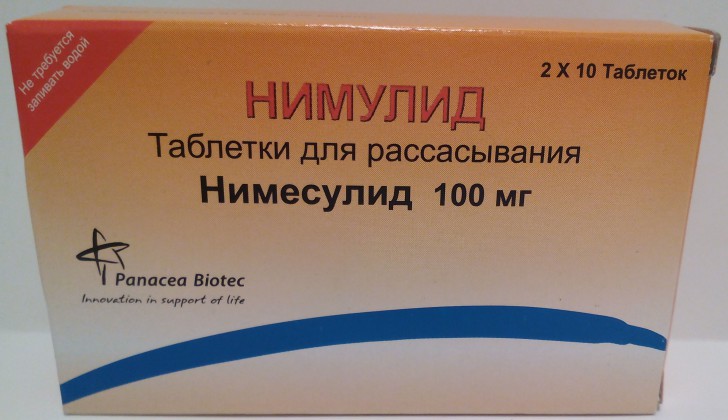 Не требуется
запивать водой
2 X 10 Таблеток
НИМУЛИД
Таблетки для рассасывания
Нимесулид 100 мг
Panacea Biotec
Innovation in support of life